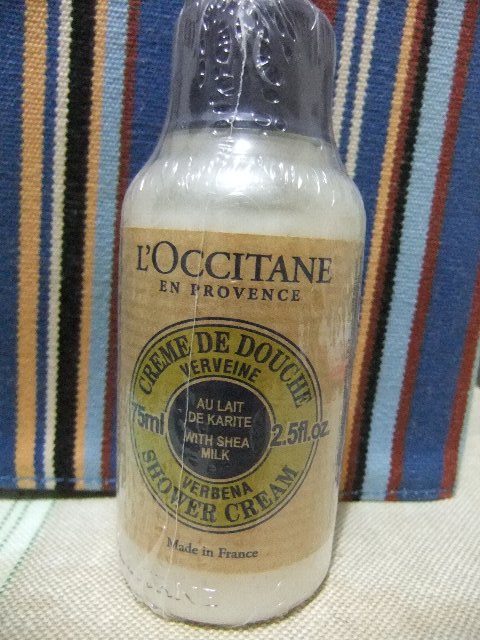 L'OCCITANE
EN PROVENCE
CREME DE DOUCHE
VERVEINE
AU LAIT
DE KARITE
75ml
2.5fl.oz
WITH SHEA
MILK
VERBENA
SHOWER CREAM
Made in France